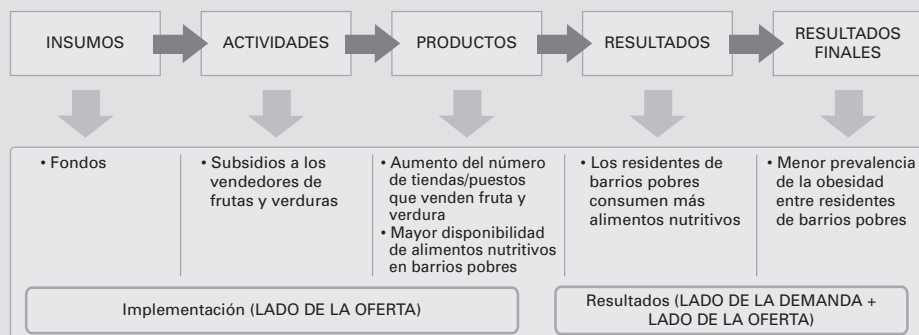 INSUMOS
ACTIVIDADES
PRODUCTOS
RESULTADOS
RESULTADOS
FINALES
• Fondos
• Subsidios a los
vendedores de
frutas y verduras
• Aumento del número
de tiendas/puestos
que venden fruta y
verdura
• Mayor disponibilidad
de alimentos nutritivos
en barrios pobres
• Los residentes de
barrios pobres
consumen más
alimentos nutritivos
• Menor prevalencia
de la obesidad
entre residentes
de barrios pobres
Implementación (LADO DE LA OFERTA)
Resultados (LADO DE LA DEMANDA +
LADO DE LA OFERTA)